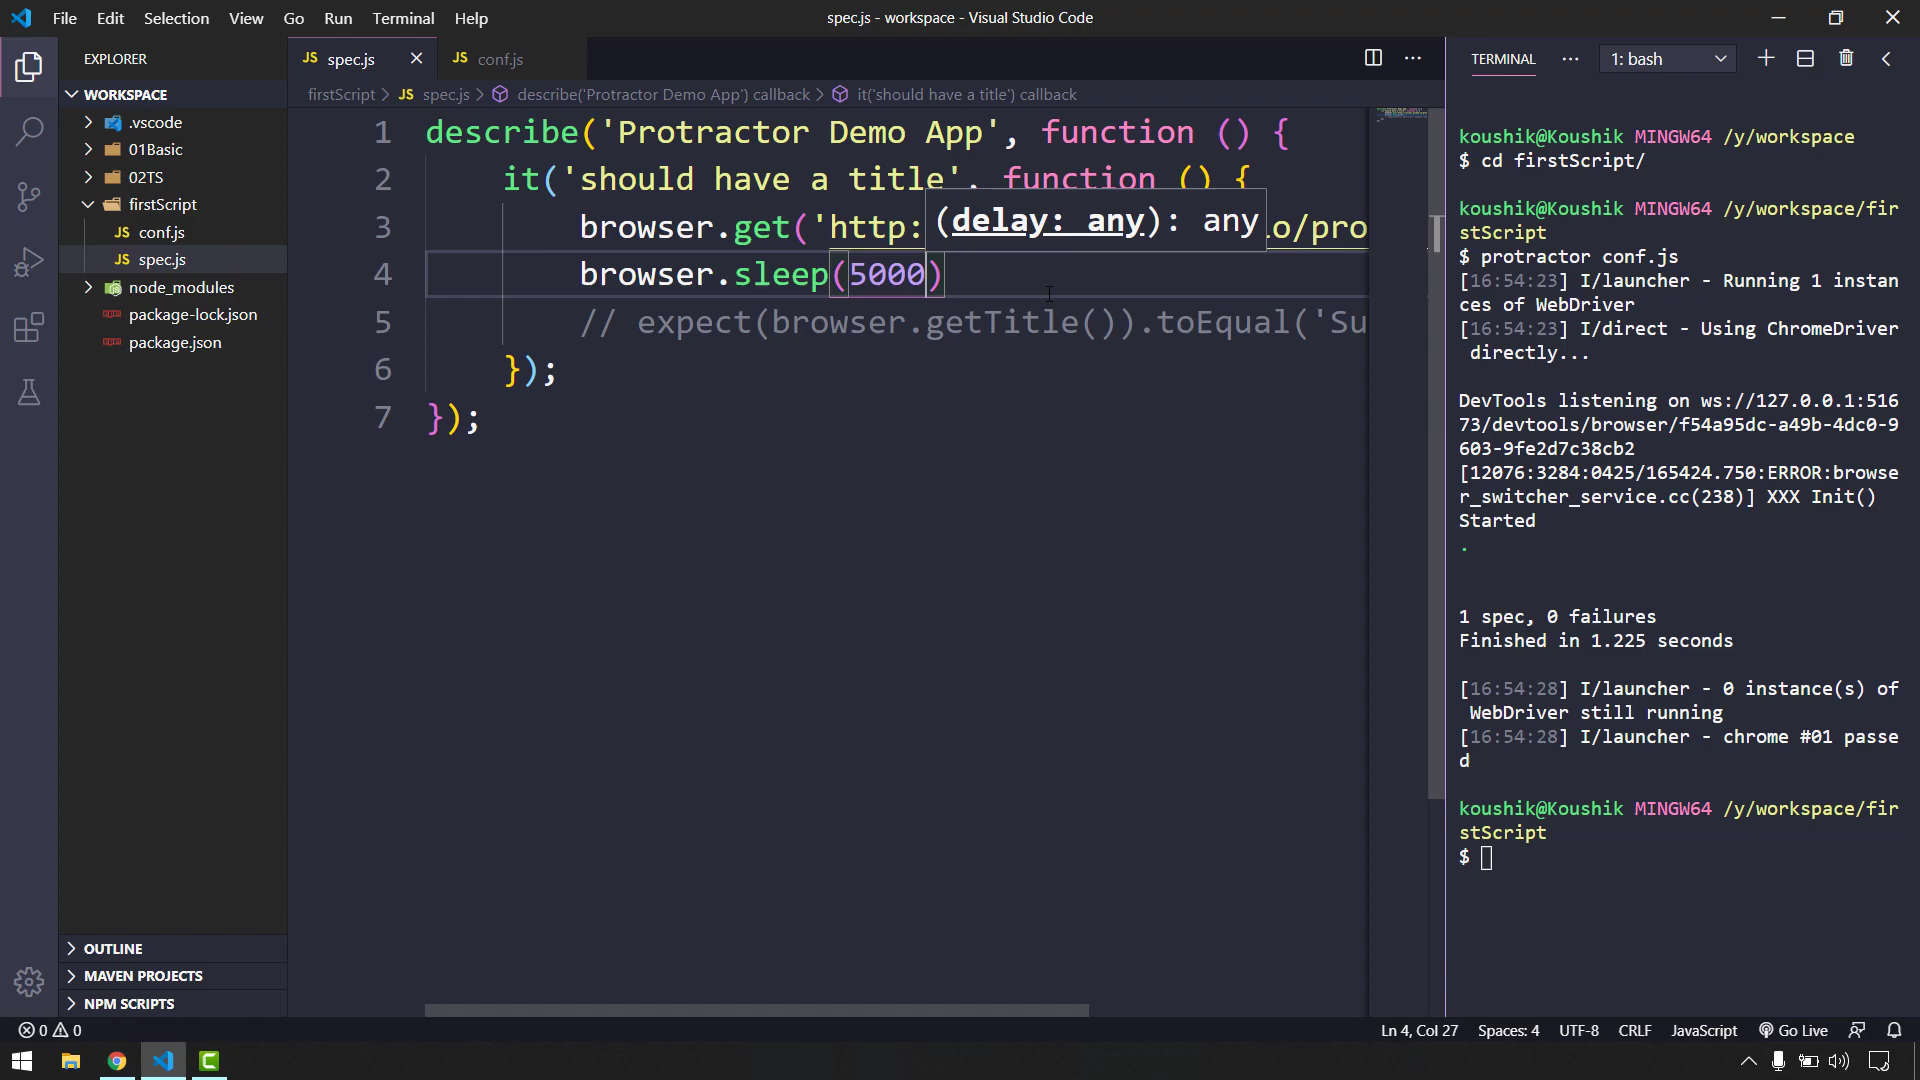 File Edit Selection View Go Run Terminal Help
spec.js - workspace - Visual Studio Code
EXPLORER
WORKSPACE
.vscode
01Basic
02TS
firstScript
JS conf.js
JS spec.js
node_modules
package-lock.json
package.json
OUTLINE
MAVEN PROJECTS
NPM SCRIPTS
JS spec.js
JS conf.js
firstScript > JS spec.js > describe('Protractor Demo App') callback > it('should have a title') callback
1 describe('Protractor Demo App', function () {
2 it('should have a title', function () {
(delay: any): any
3 browser.get('http: o/pro
4 browser.sleep(5000)
5 // expect(browser.getTitle()).toEqual('Su
6 });
7 });
TERMINAL ... 1: bash
koushik@Koushik MINGW64 /y/workspace
$ cd firstScript/
koushik@Koushik MINGW64 /y/workspace/fir
stScript
$ protractor conf.js
[16:54:23] I/launcher - Running 1 instan
ces of WebDriver
[16:54:23] I/direct - Using ChromeDriver
directly...
DevTools listening on ws://127.0.0.1:516
73/devtools/browser/f54a95dc-a49b-4dc0-9
603-9fe2d7c38cb2
[12076:3284:0425/165424.750:ERROR:browse
r_switcher_service.cc(238)] XXX Init()
Started
.
1 spec, 0 failures
Finished in 1.225 seconds
[16:54:28] I/launcher - 0 instance(s) of
WebDriver still running
[16:54:28] I/launcher - chrome #01 passe
d
koushik@Koushik MINGW64 /y/workspace/fir
stScript
$
0 0
Ln 4, Col 27 Spaces: 4 UTF-8 CRLF JavaScript Go Live